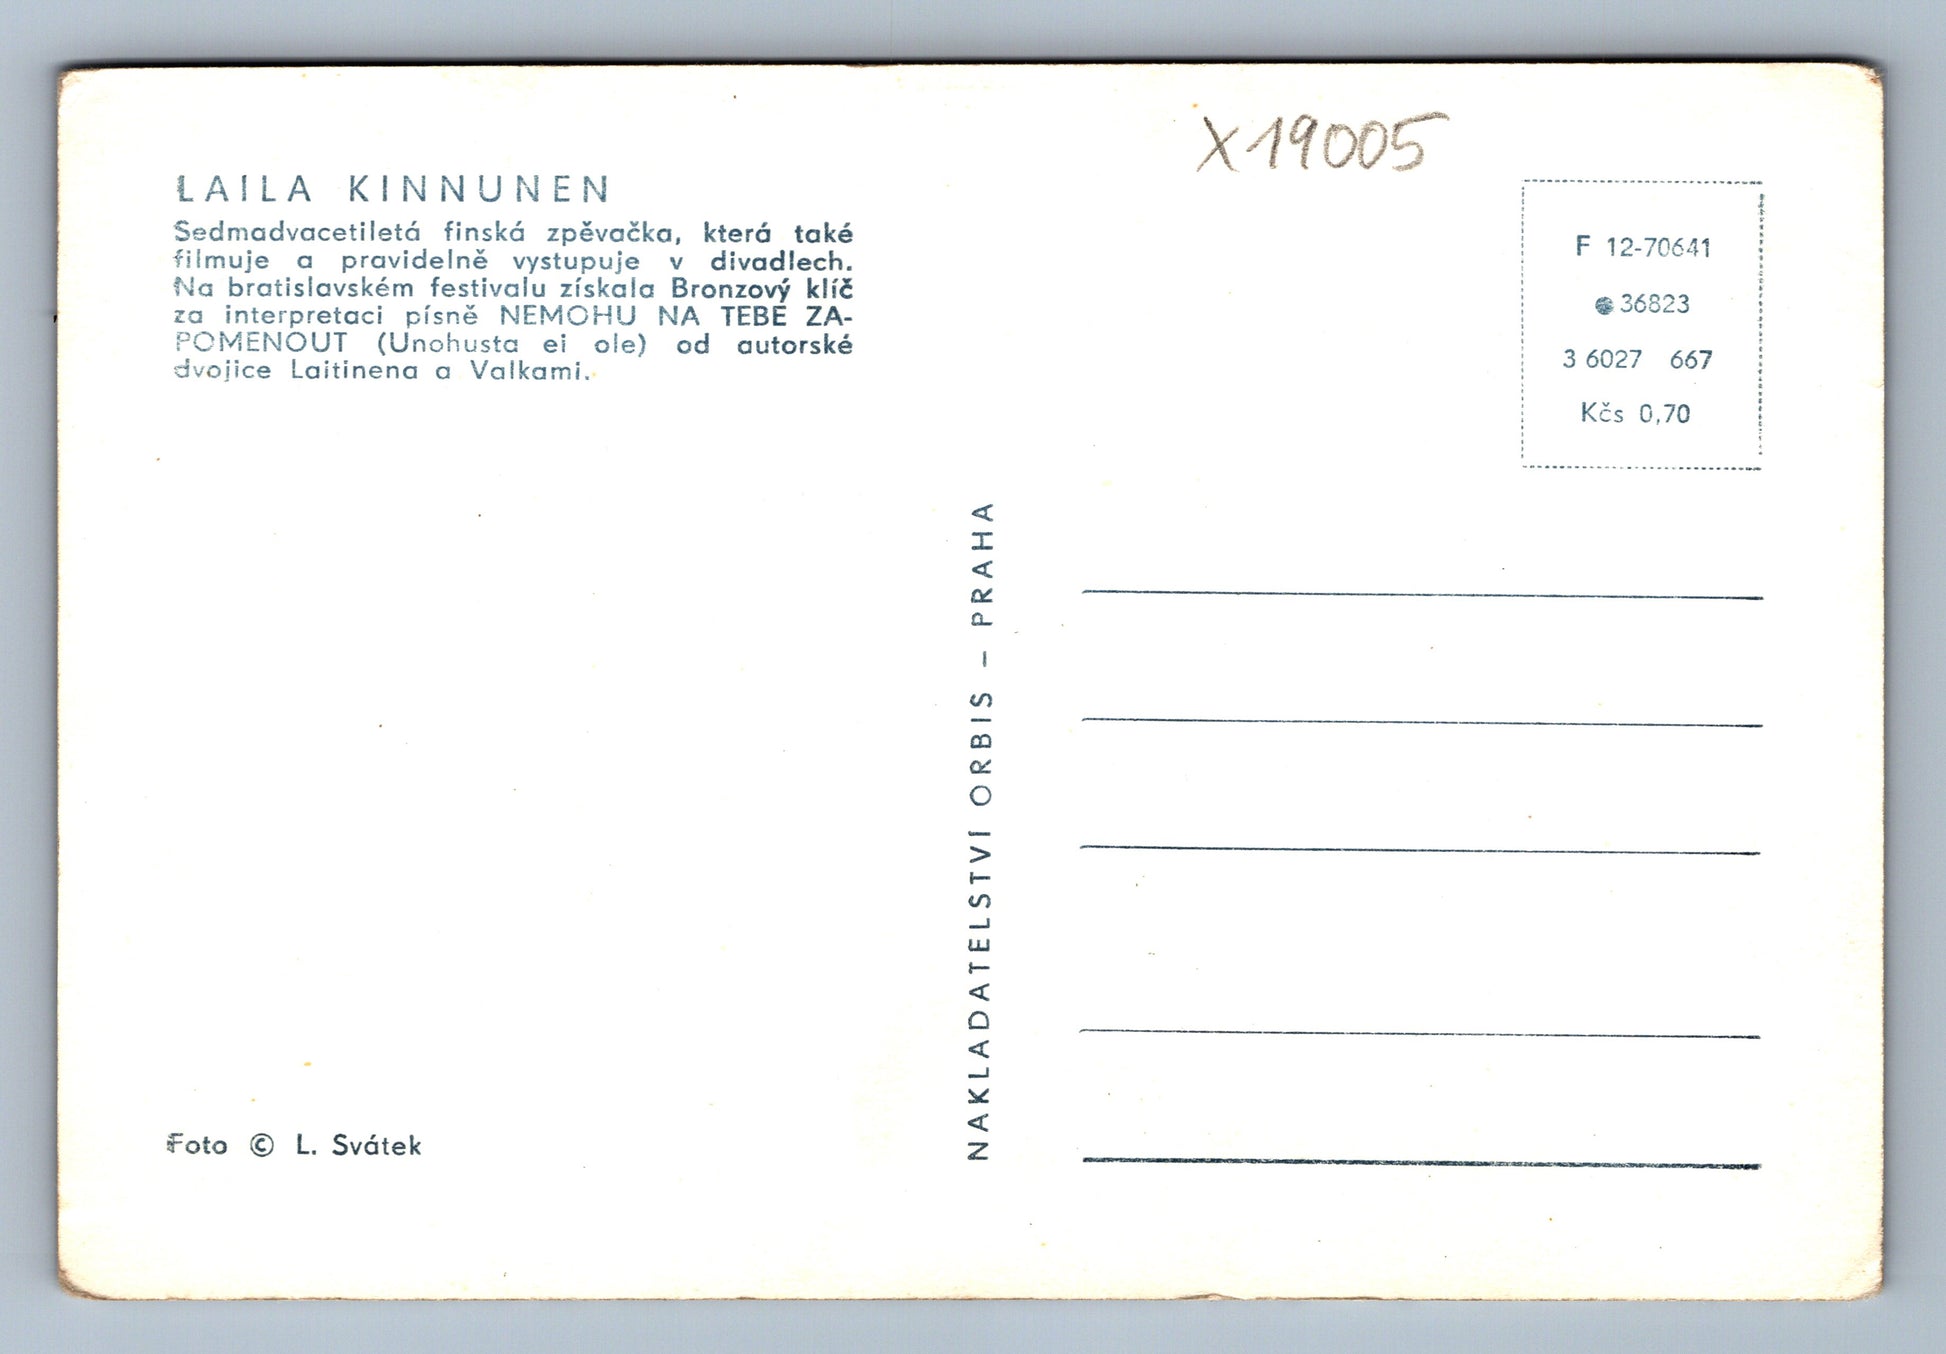 X19005
LAILA KINNUNEN
Sedmadvacetiletá finská zpěvačka, která také
filmuje a pravidelně vystupuje v divadlech.
Na bratislavském festivalu získala Bronzový klíč
za interpretaci písně NEMOHU NA TEBE ZA-
POMENOUT (Unohusta ei ole) od autorské
dvojice Laitinena a Valkami.
F 12-70641
36823
3 6027 667
Kčs 0,70
NAKLADATELSTVÍ ORBIS – PRAHA
Foto © L. Svátek